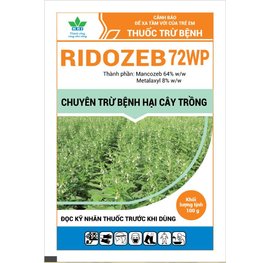 CẢNH BÁO
ĐỂ XA TẦM VỚI CỦA TRẺ EM
THUỐC TRỪ BỆNH
RIDOZEB 72WP
Thành phần: Mancozeb 64% w/w
Metalaxyl 8% w/w
CHUYÊN TRỪ BỆNH HẠI CÂY TRỒNG
Khối
lượng tịnh
100 g
ĐỌC KỸ NHÃN THUỐC TRƯỚC KHI DÙNG